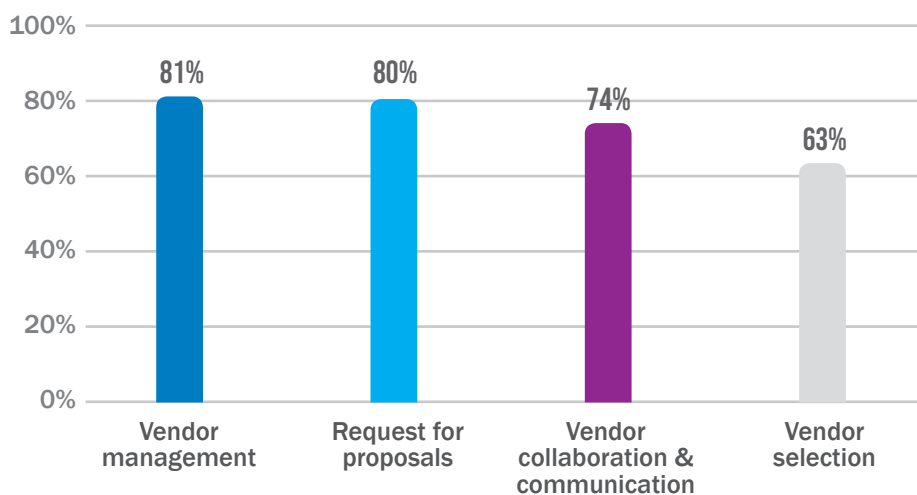 100%
81%
80%
80%
74%
63%
60%
40%
20%
0%
Vendor
management
Request for
proposals
Vendor
collaboration &
communication
Vendor
selection